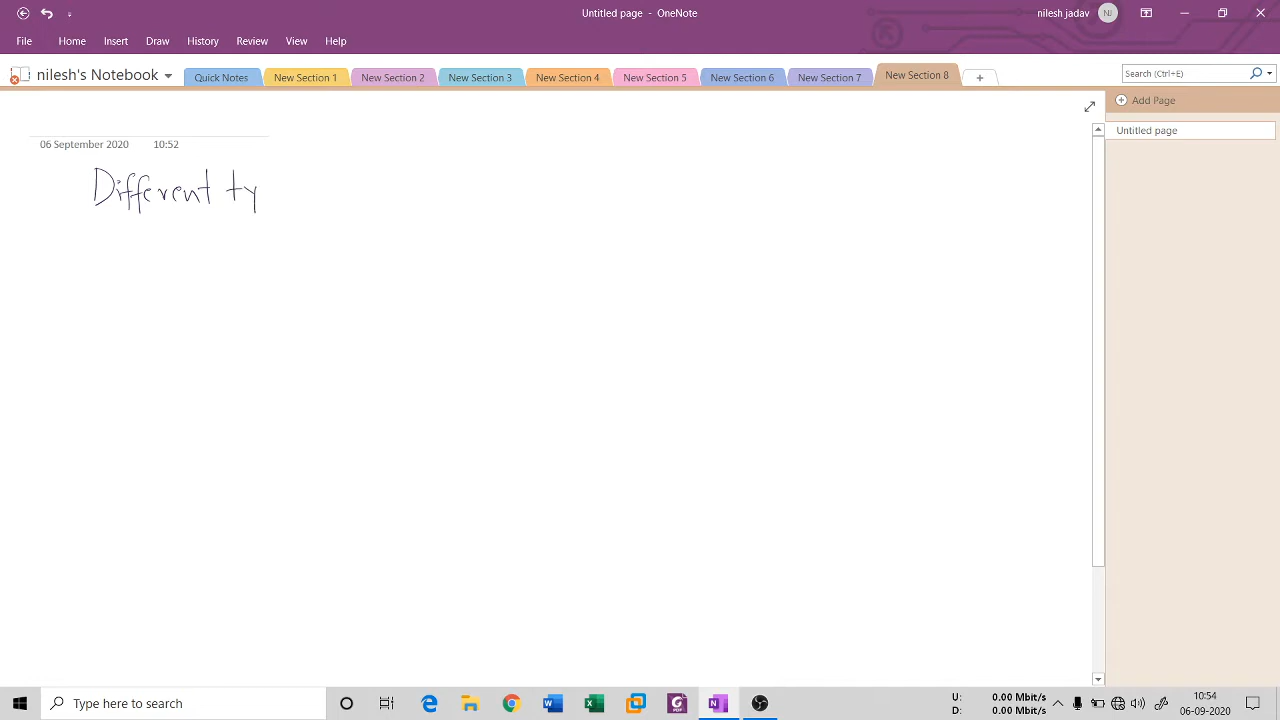 Untitled page - OneNote
nilesh jadav
NJ
File Home Insert Draw History Review View Help
nilesh's Notebook
Quick Notes New Section 1 New Section 2 New Section 3 New Section 4 New Section 5 New Section 6 New Section 7 New Section 8
Search (Ctrl+E)
Add Page
Untitled page
06 September 2020 10:52
Different ty
Type here to search
U: 0.00 Mbit/s
D: 0.00 Mbit/s
10:54
06-09-2020